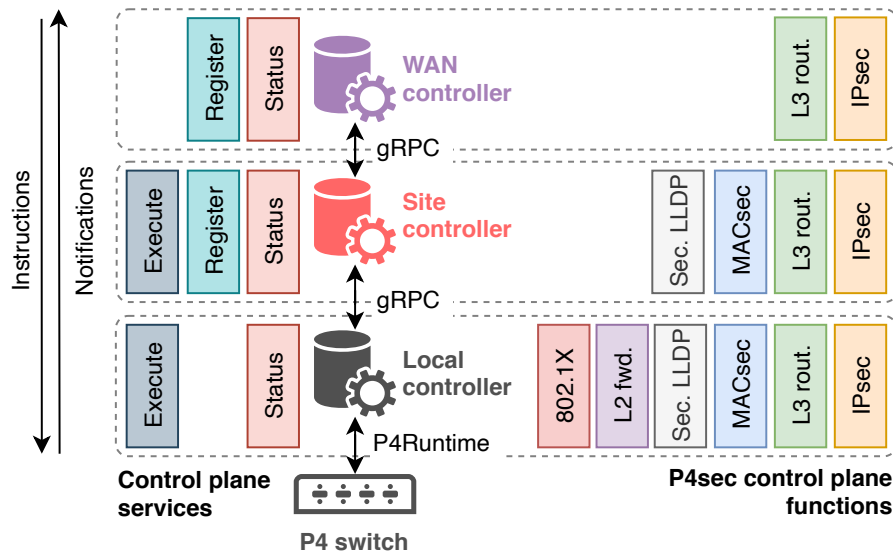 Instructions
Notifications
Register
Status
WAN
controller
L3 rout.
IPsec
gRPC
Execute
Register
Status
Site
controller
Sec. LLDP
MACsec
L3 rout.
IPsec
gRPC
Execute
Status
Local
controller
802.1X
L2 fwd.
Sec. LLDP
MACsec
L3 rout.
IPsec
P4Runtime
Control plane
services
P4sec control plane
functions
P4 switch